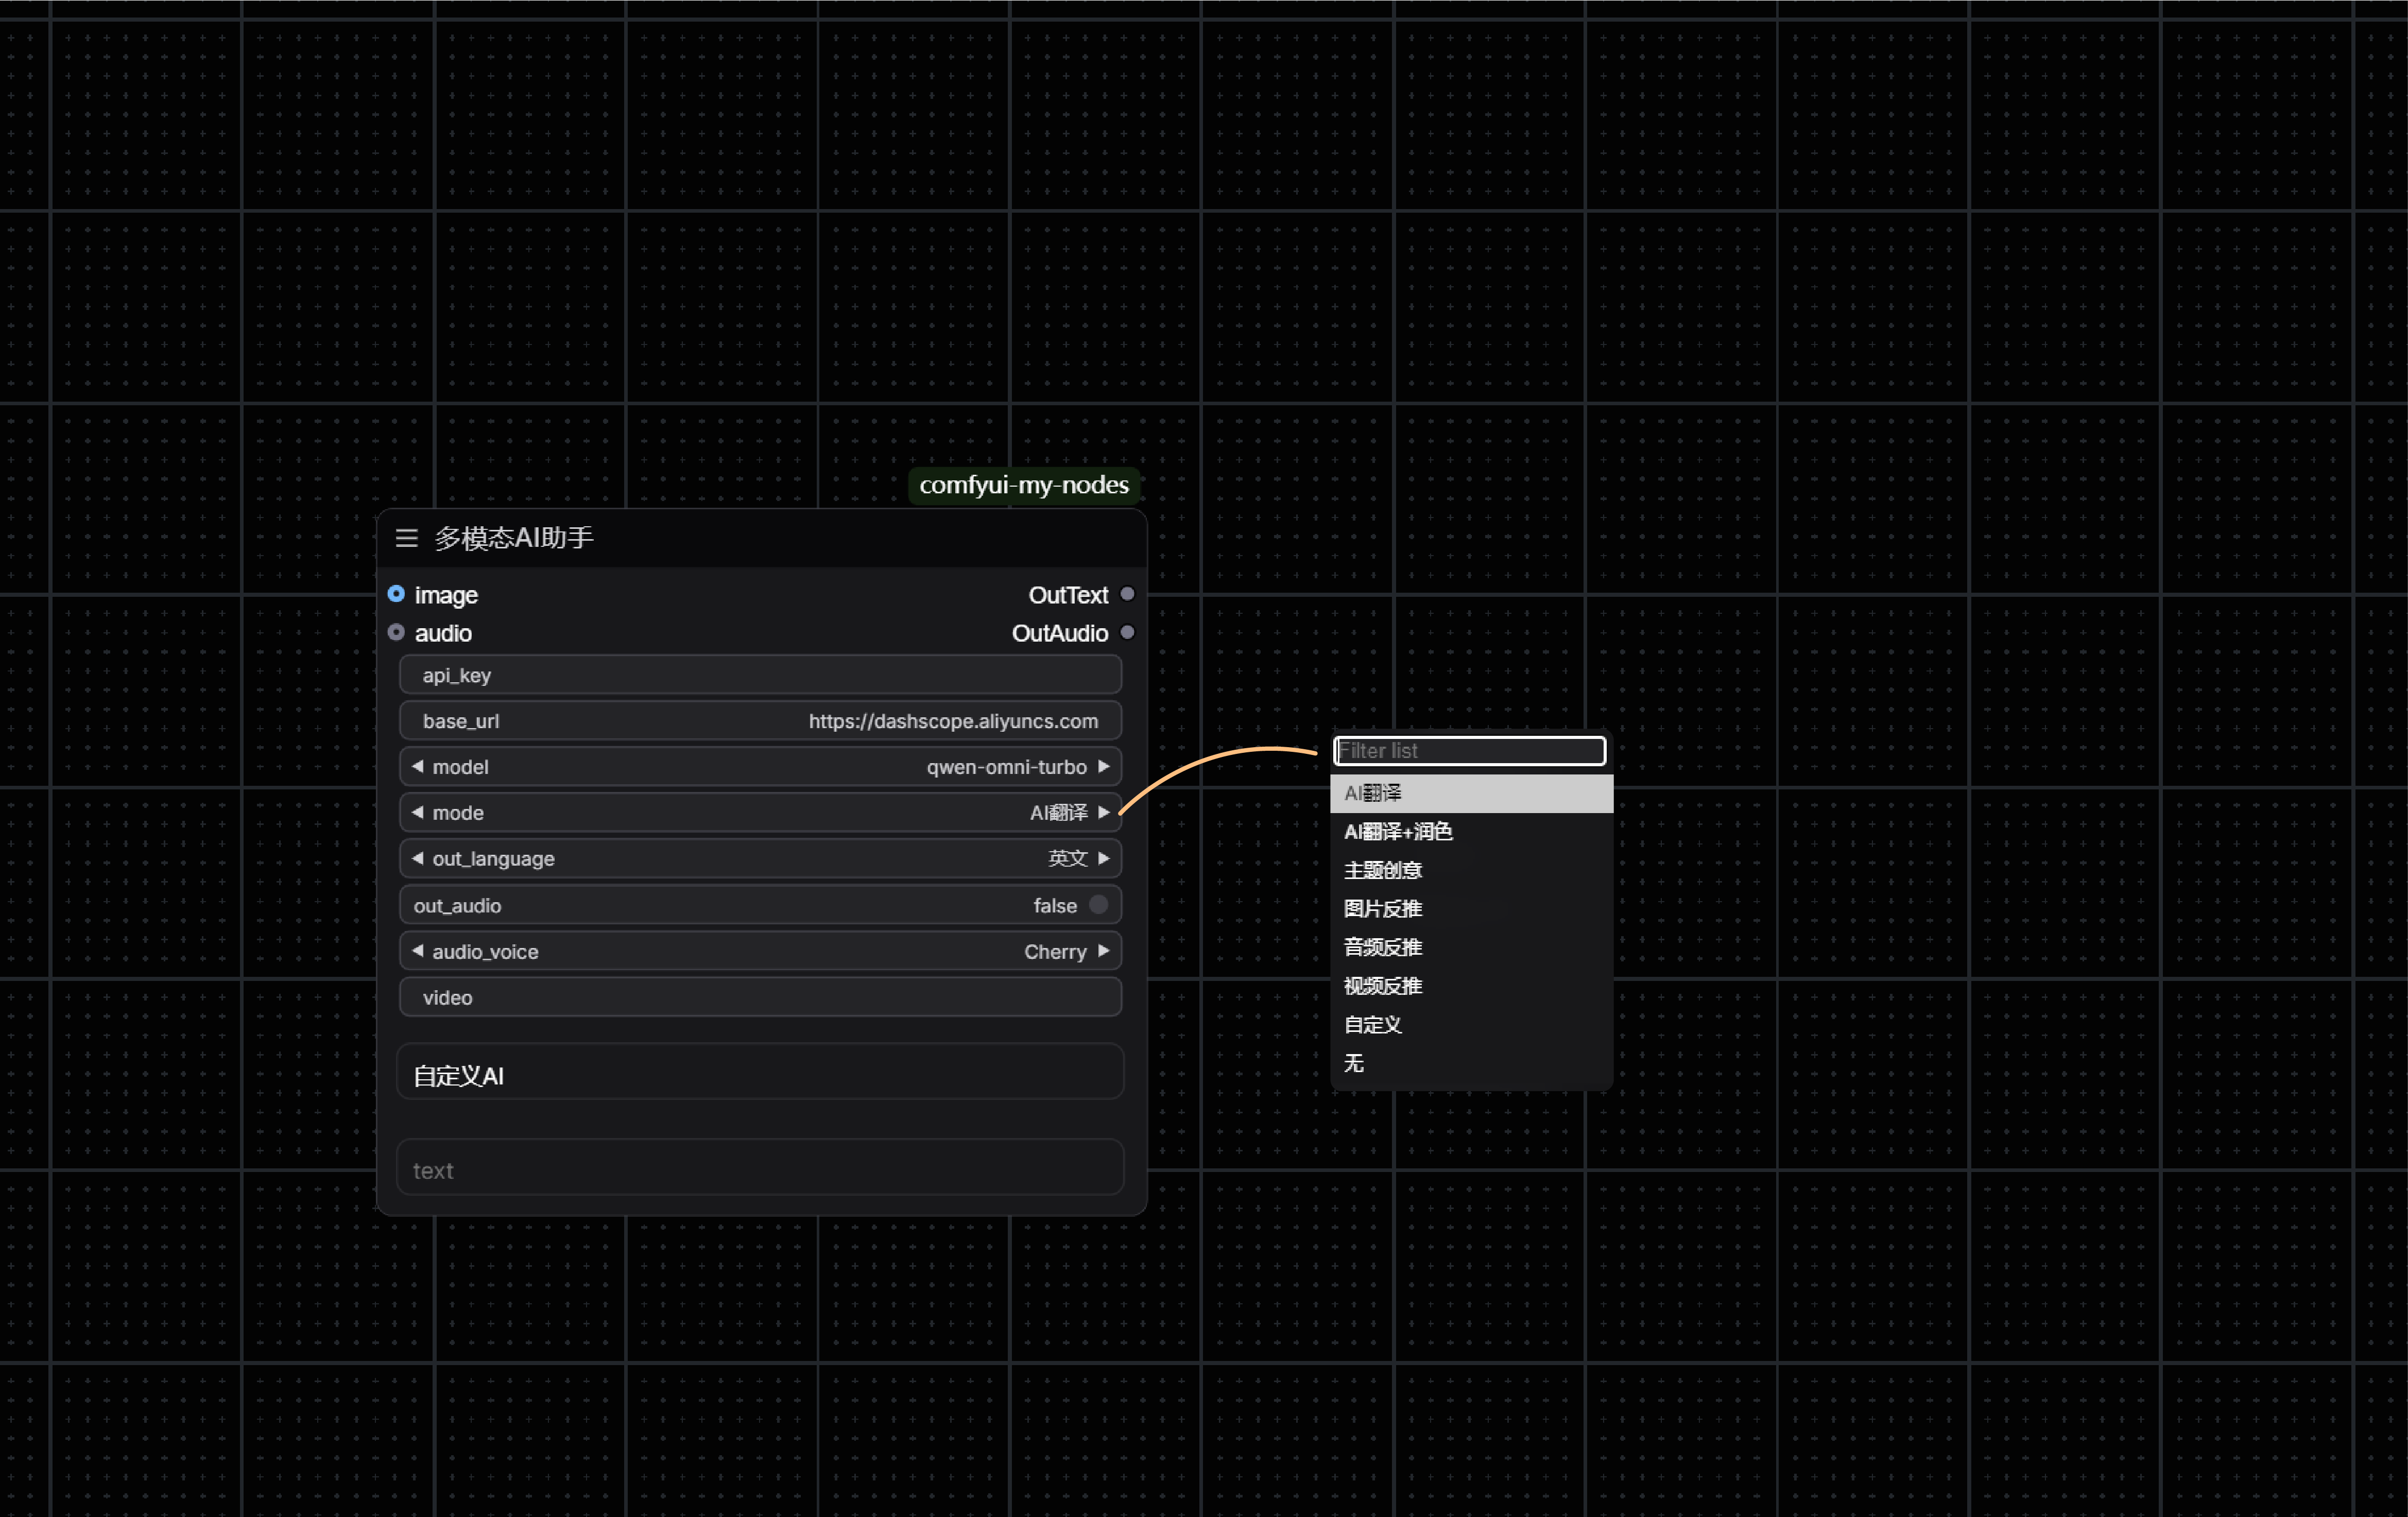 comfyui-my-nodes
多模态AI助手
image OutText
audio OutAudio
api_key
base_url https://dashscope.aliyuncs.com
model qwen-omni-turbo
mode AI翻译
out_language 英文
out_audio false
audio_voice Cherry
video
自定义AI
text
Filter list
AI翻译
AI翻译+润色
主题创意
图片反推
音频反推
视频反推
自定义
无